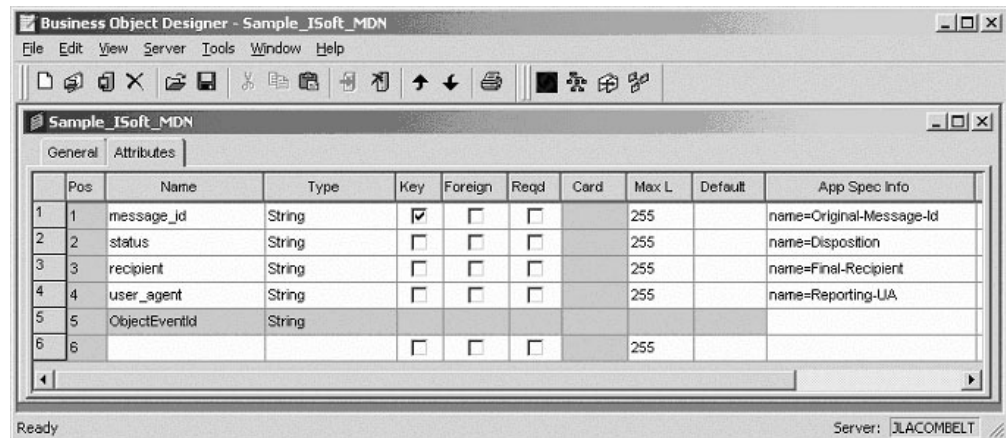 Business Object Designer - Sample_ISoft_MDN
File Edit View Server Tools Window Help
Sample_ISoft_MDN
General Attributes
Pos Name Type Key Foreign Reqd Card Max L Default App Spec Info
1 1 message_id String 255 name=Original-Message-Id
2 2 status String 255 name=Disposition
3 3 recipient String 255 name=Final-Recipient
4 4 user_agent String 255 name=Reporting-UA
5 5 ObjectEventId String
6 6 255
Ready Server: JLACOMBELT